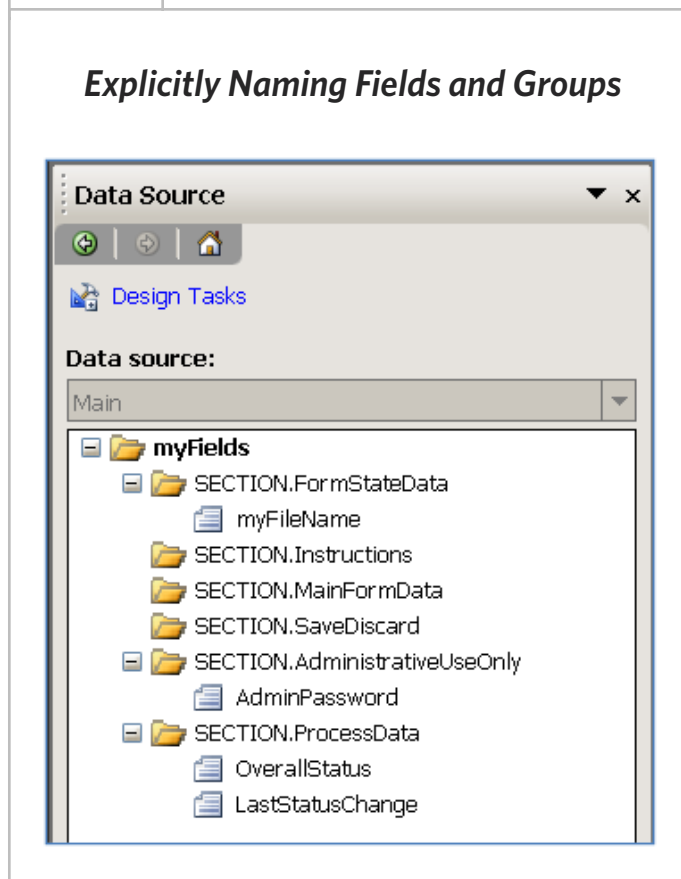 Explicitly Naming Fields and Groups
Data Source
Design Tasks
Data source:
Main
myFields
SECTION.FormStateData
myFileName
SECTION.Instructions
SECTION.MainFormData
SECTION.SaveDiscard
SECTION.AdministrativeUseOnly
AdminPassword
SECTION.ProcessData
OverallStatus
LastStatusChange